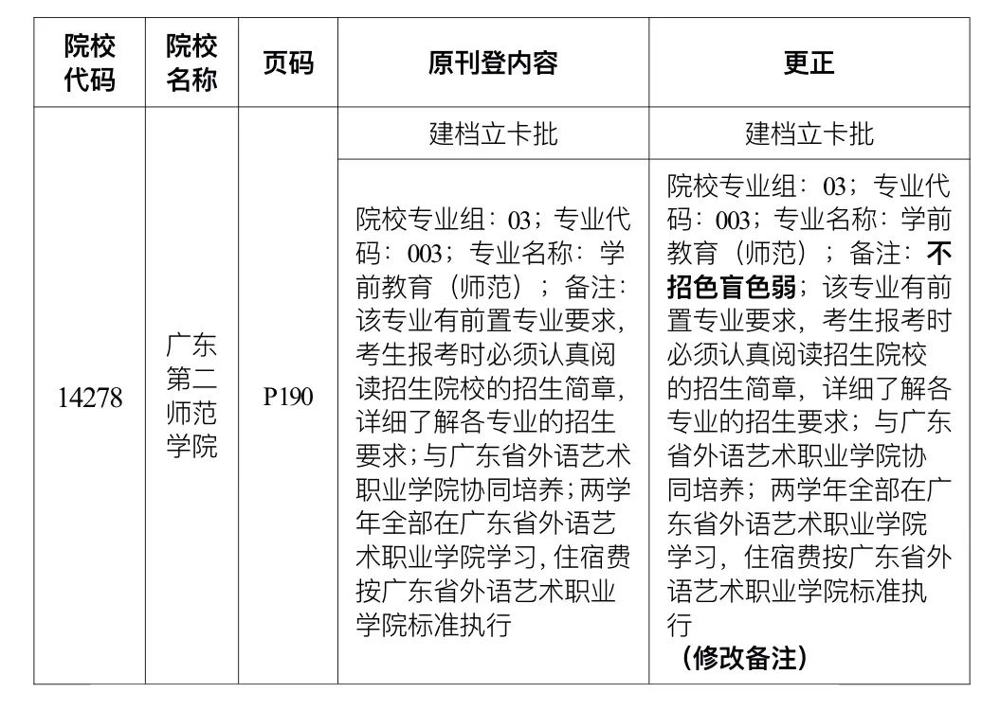 院校
代码
院校
名称
页码
原刊登内容
更正
14278
广东
第二
师范
学院
P190
建档立卡批
建档立卡批
院校专业组：03；专业代
码：003；专业名称：学
前教育（师范）；备注：
该专业有前置专业要求，
考生报考时必须认真阅
读招生院校的招生简章，
详细了解各专业的招生
要求；与广东省外语艺术
职业学院协同培养；两学
年全部在广东省外语艺
术职业学院学习，住宿费
按广东省外语艺术职业
学院标准执行
院校专业组：03；专业代
码：003；专业名称：学前
教育（师范）；备注：不
招色盲色弱；该专业有前
置专业要求，考生报考时
必须认真阅读招生院校
的招生简章，详细了解各
专业的招生要求；与广东
省外语艺术职业学院协
同培养；两学年全部在广
东省外语艺术职业学院
学习，住宿费按广东省外
语艺术职业学院标准执
行
（修改备注）